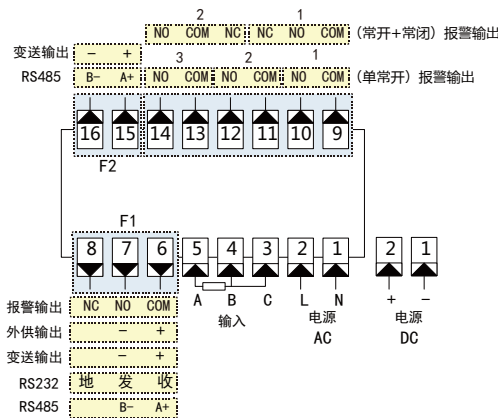 2 1
NO COM NC NC NO COM (常开+常闭) 报警输出
变送输出 － ＋
RS485 B- A+ 3 2 1
NO COM NO COM NO COM (单常开) 报警输出
16 15 14 13 12 11 10 9
F2
F1
8 7 6 5 4 3 2 1 2 1
A B C L N + －
输入 电源 电源
AC DC
报警输出 NC NO COM
外供输出 － ＋
变送输出 － ＋
RS232 地 发 收
RS485 B- A+